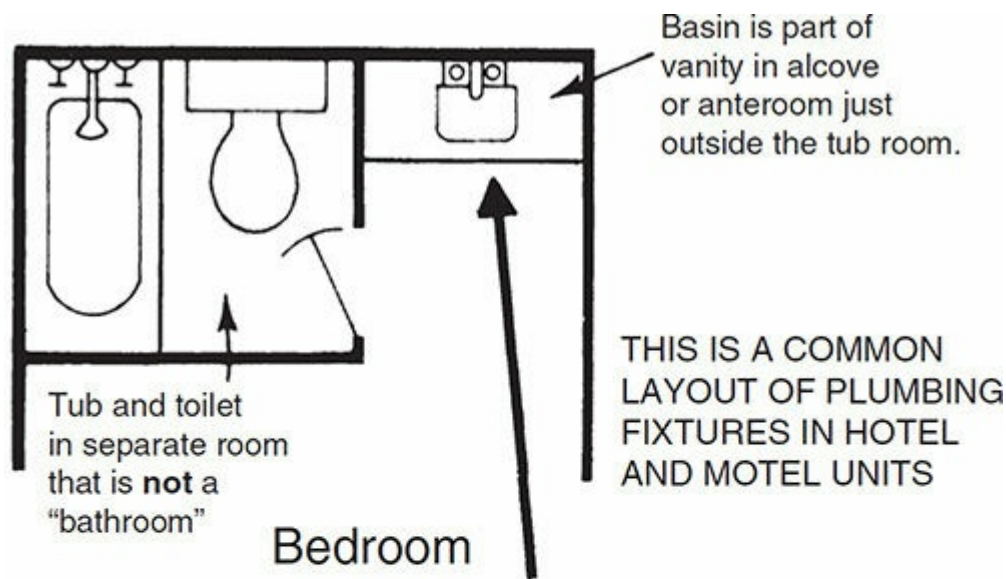 Basin is part of
vanity in alcove
or anteroom just
outside the tub room.
THIS IS A COMMON
LAYOUT OF PLUMBING
FIXTURES IN HOTEL
AND MOTEL UNITS
Tub and toilet
in separate room
that is not a
“bathroom”
Bedroom